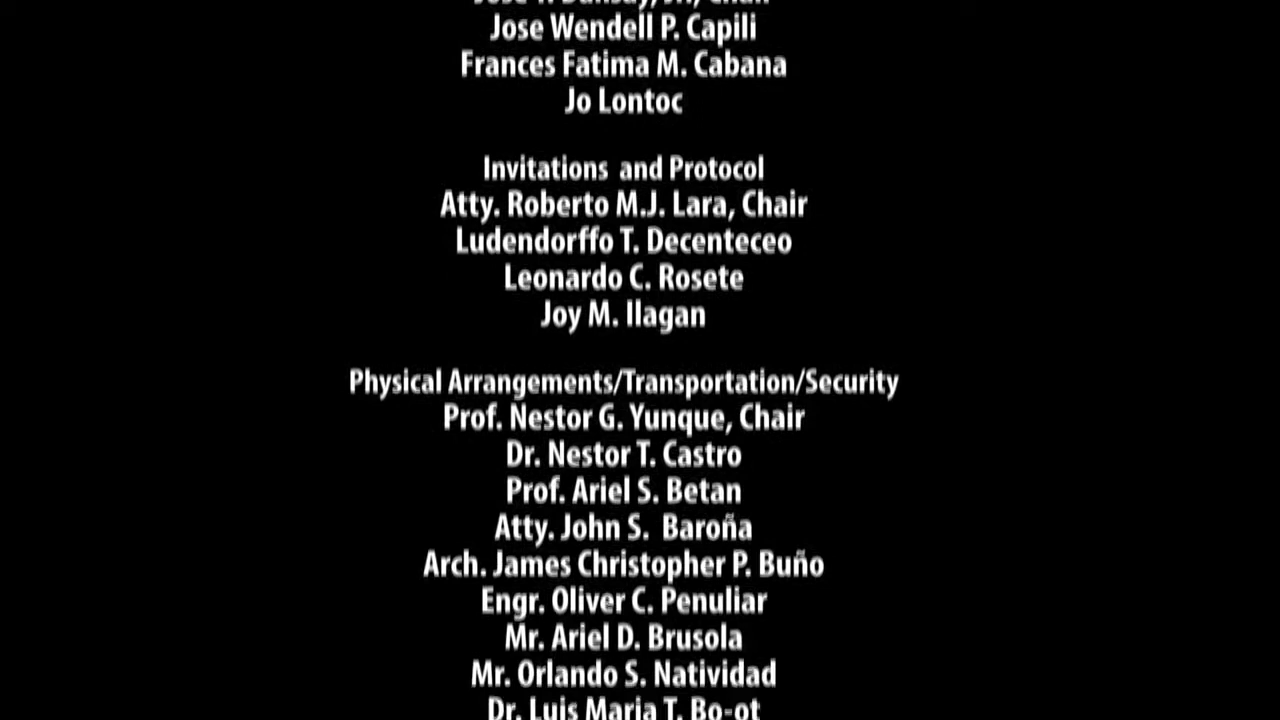 Jose Wendell P. Capili
Frances Fatima M. Cabana
Jo Lontoc
Invitations and Protocol
Atty. Roberto M.J. Lara, Chair
Ludendorffo T. Decenteceo
Leonardo C. Rosete
Joy M. Ilagan
Physical Arrangements/Transportation/Security
Prof. Nestor G. Yunque, Chair
Dr. Nestor T. Castro
Prof. Ariel S. Betan
Atty. John S. Baroña
Arch. James Christopher P. Buño
Engr. Oliver C. Penuliar
Mr. Ariel D. Brusola
Mr. Orlando S. Natividad
Dr. Luis Maria T. Bo-ot